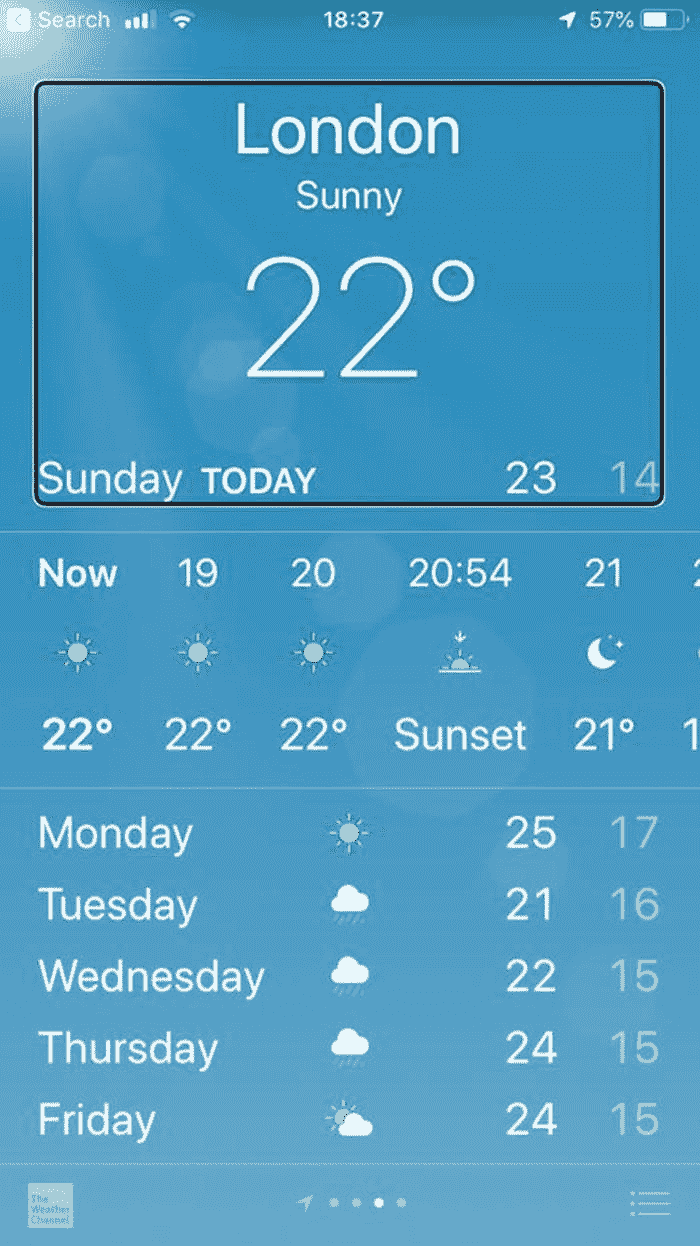 Search 18:37 57%
London
Sunny
22°
Sunday TODAY 23 14
Now 19 20 20:54 21
22° 22° 22° Sunset 21°
Monday 25 17
Tuesday 21 16
Wednesday 22 15
Thursday 24 15
Friday 24 15
The
Weather
Channel